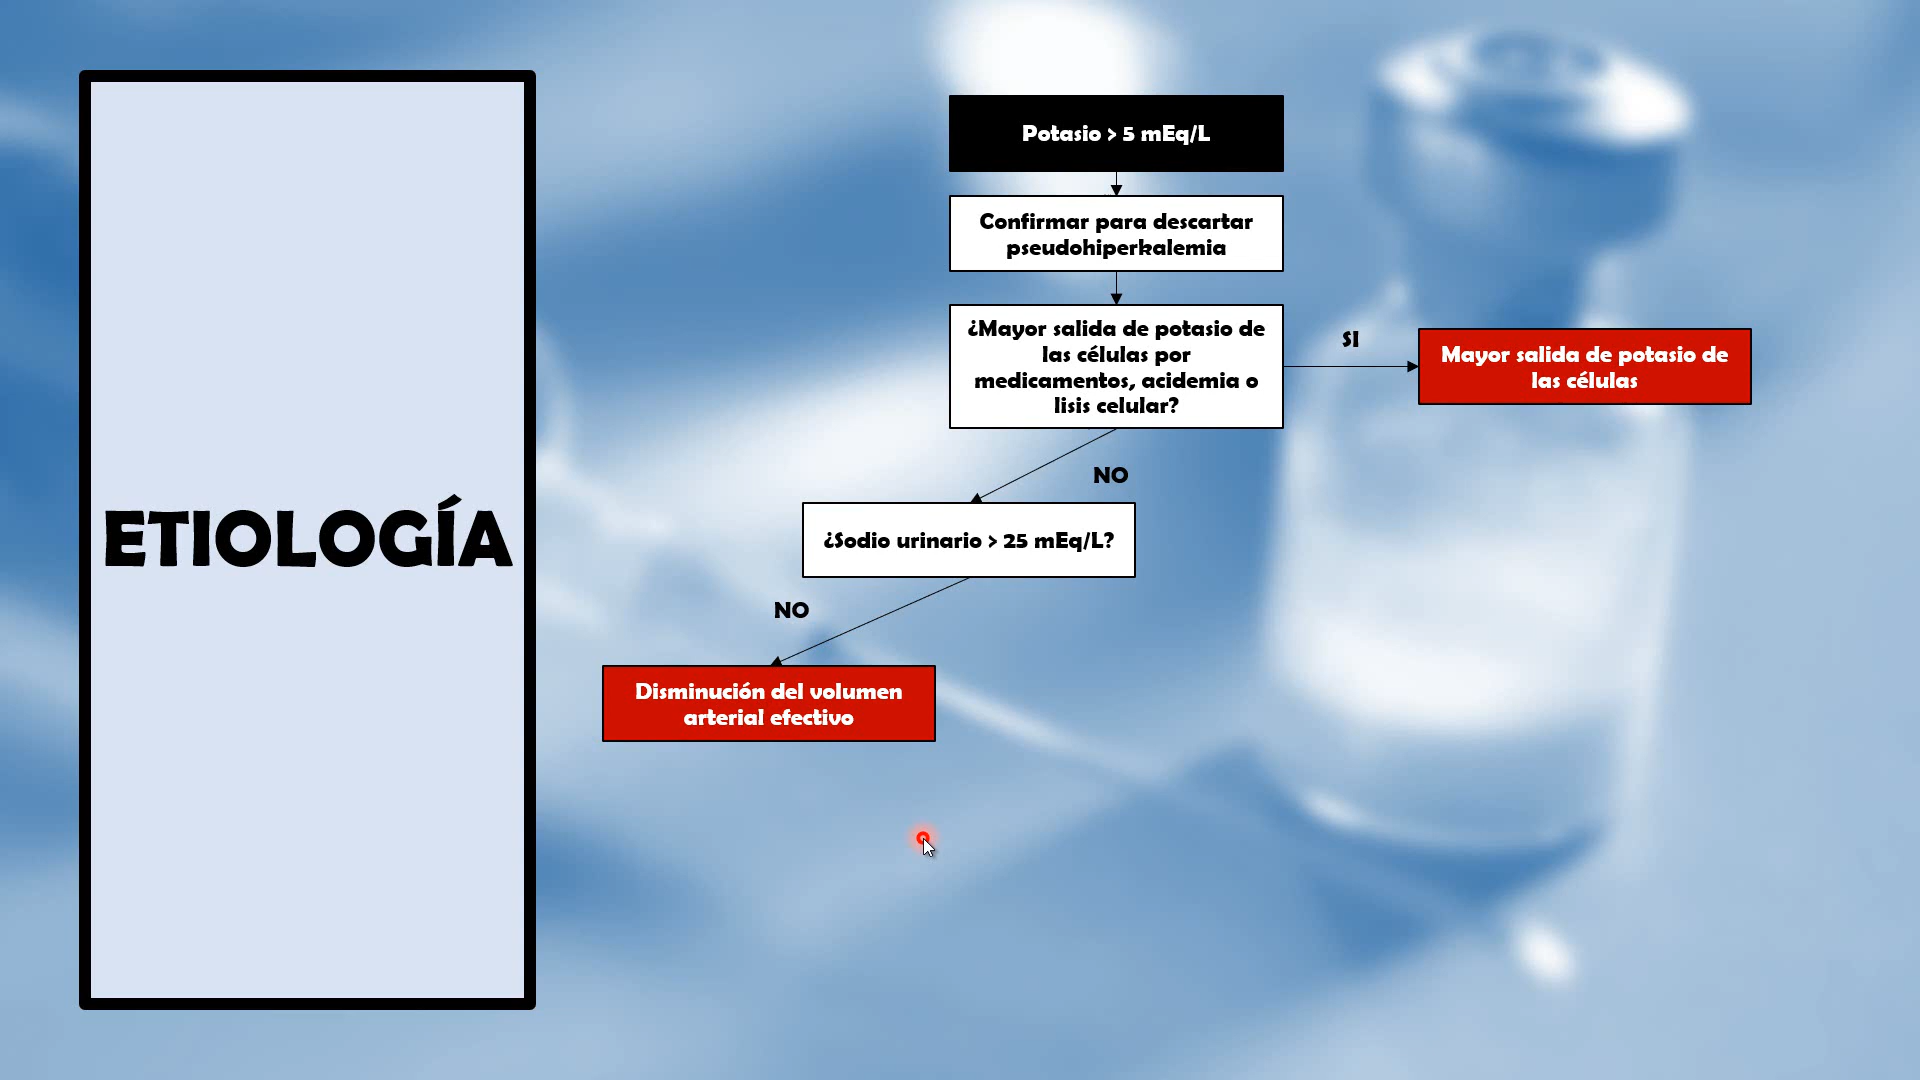 ETIOLOGÍA
Potasio > 5 mEq/L
Confirmar para descartar
pseudohiperkalemia
¿Mayor salida de potasio de
las células por
medicamentos, acidemia o
lisis celular?
SI
Mayor salida de potasio de
las células
NO
¿Sodio urinario > 25 mEq/L?
NO
Disminución del volumen
arterial efectivo